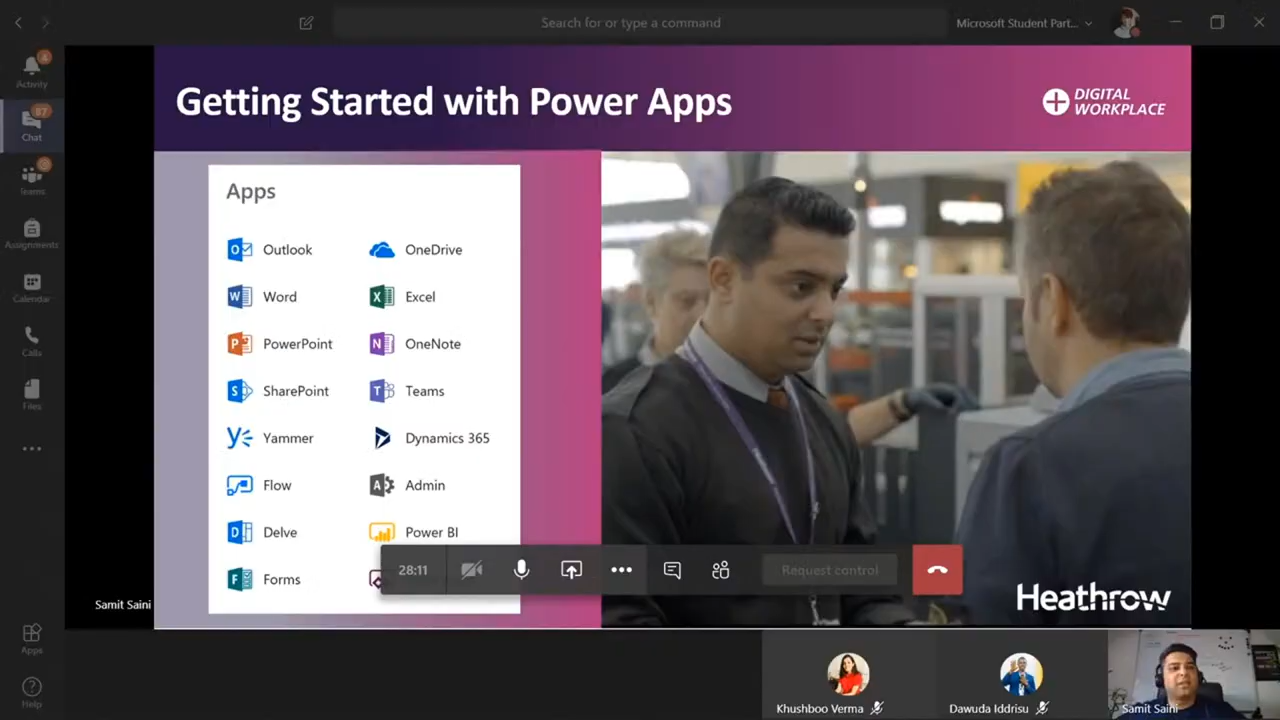 Search for or type a command
Microsoft Student Part...
Activity
4
Chat
87
Teams
Assignments
Calendar
Calls
Files
Apps
Help
Getting Started with Power Apps
DIGITAL
WORKPLACE
Apps
Outlook
OneDrive
Word
Excel
PowerPoint
OneNote
SharePoint
Teams
Yammer
Dynamics 365
Flow
Admin
Delve
Power BI
Forms
28:11
Request control
Heathrow
Samit Saini
Khushboo Verma
Dawuda Iddrisu
Samit Saini